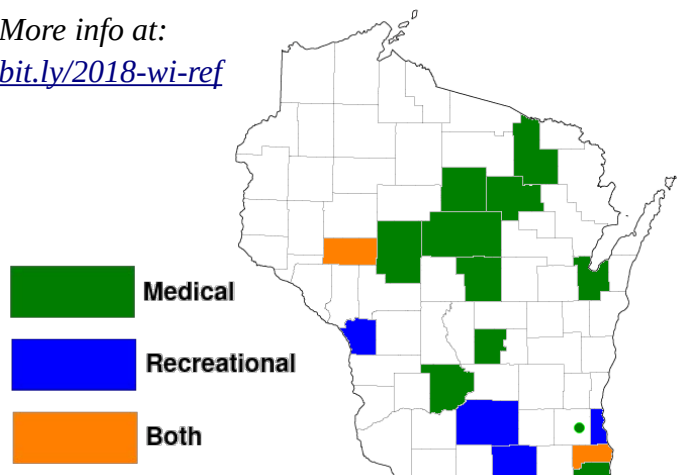 More info at:
bit.ly/2018-wi-ref
Medical
Recreational
Both